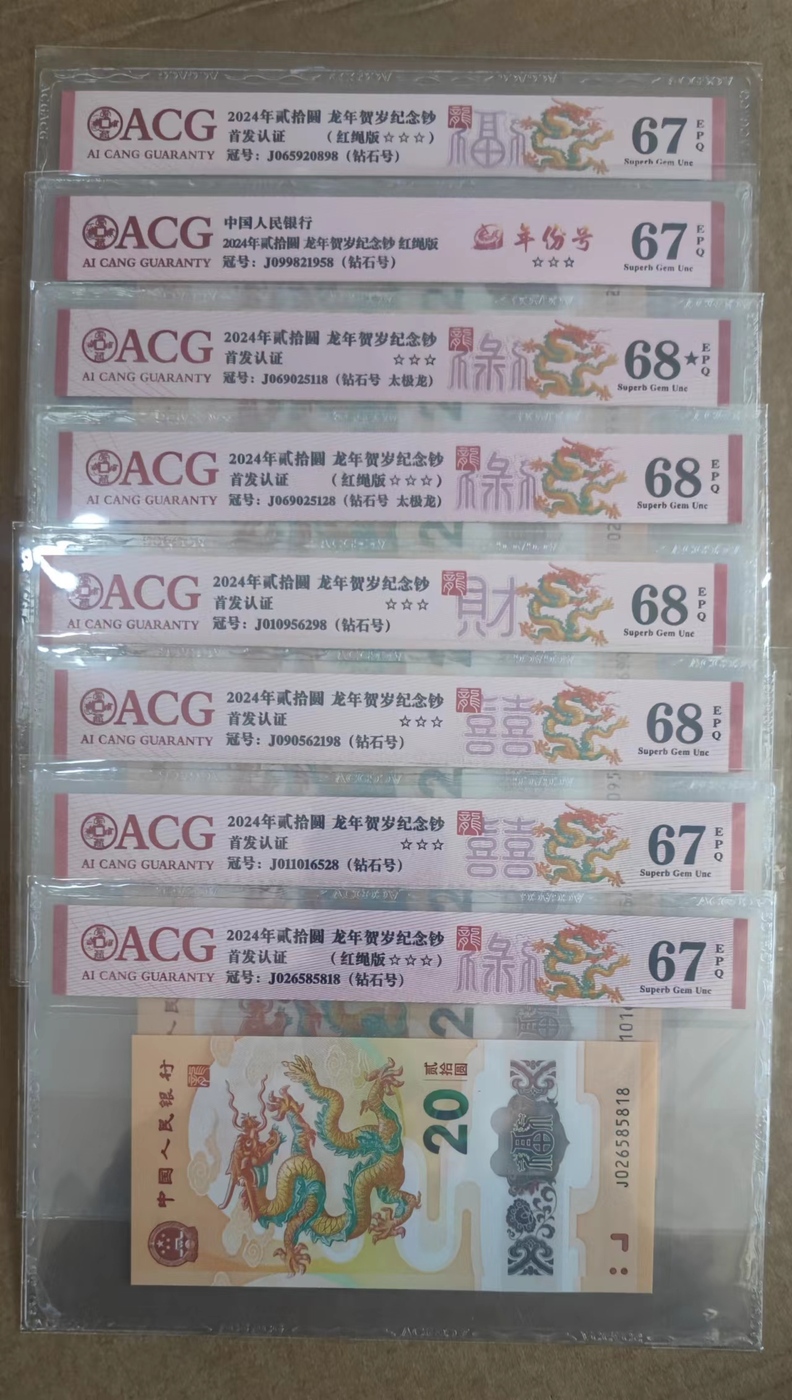 ACG
AI CANG GUARANTY
2024年贰拾圆 龙年贺岁纪念钞
首发认证 （红绳版☆☆☆）
冠号：J065920898（钻石号）
龍
福
67
EPQ
Superb Gem Unc
ACG
AI CANG GUARANTY
中国人民银行
2024年贰拾圆 龙年贺岁纪念钞 红绳版
冠号：J099821958（钻石号）
年份号
☆☆☆
67
EPQ
Superb Gem Unc
ACG
AI CANG GUARANTY
2024年贰拾圆 龙年贺岁纪念钞
首发认证 ☆☆☆
冠号：J069025118（钻石号 太极龙）
龍
祿
68★
EPQ
Superb Gem Unc
ACG
AI CANG GUARANTY
2024年贰拾圆 龙年贺岁纪念钞
首发认证 （红绳版☆☆☆）
冠号：J069025128（钻石号 太极龙）
龍
祿
68
EPQ
Superb Gem Unc
ACG
AI CANG GUARANTY
2024年贰拾圆 龙年贺岁纪念钞
首发认证 ☆☆☆
冠号：J010956298（钻石号）
龍
財
68
EPQ
Superb Gem Unc
ACG
AI CANG GUARANTY
2024年贰拾圆 龙年贺岁纪念钞
首发认证 ☆☆☆
冠号：J090562198（钻石号）
龍
囍
68
EPQ
Superb Gem Unc
ACG
AI CANG GUARANTY
2024年贰拾圆 龙年贺岁纪念钞
首发认证 ☆☆☆
冠号：J011016528（钻石号）
龍
囍
67
EPQ
Superb Gem Unc
ACG
AI CANG GUARANTY
2024年贰拾圆 龙年贺岁纪念钞
首发认证 （红绳版☆☆☆）
冠号：J026585818（钻石号）
龍
祿
67
EPQ
Superb Gem Unc
中国人民银行
龍
贰拾圆
20
福
J026585818